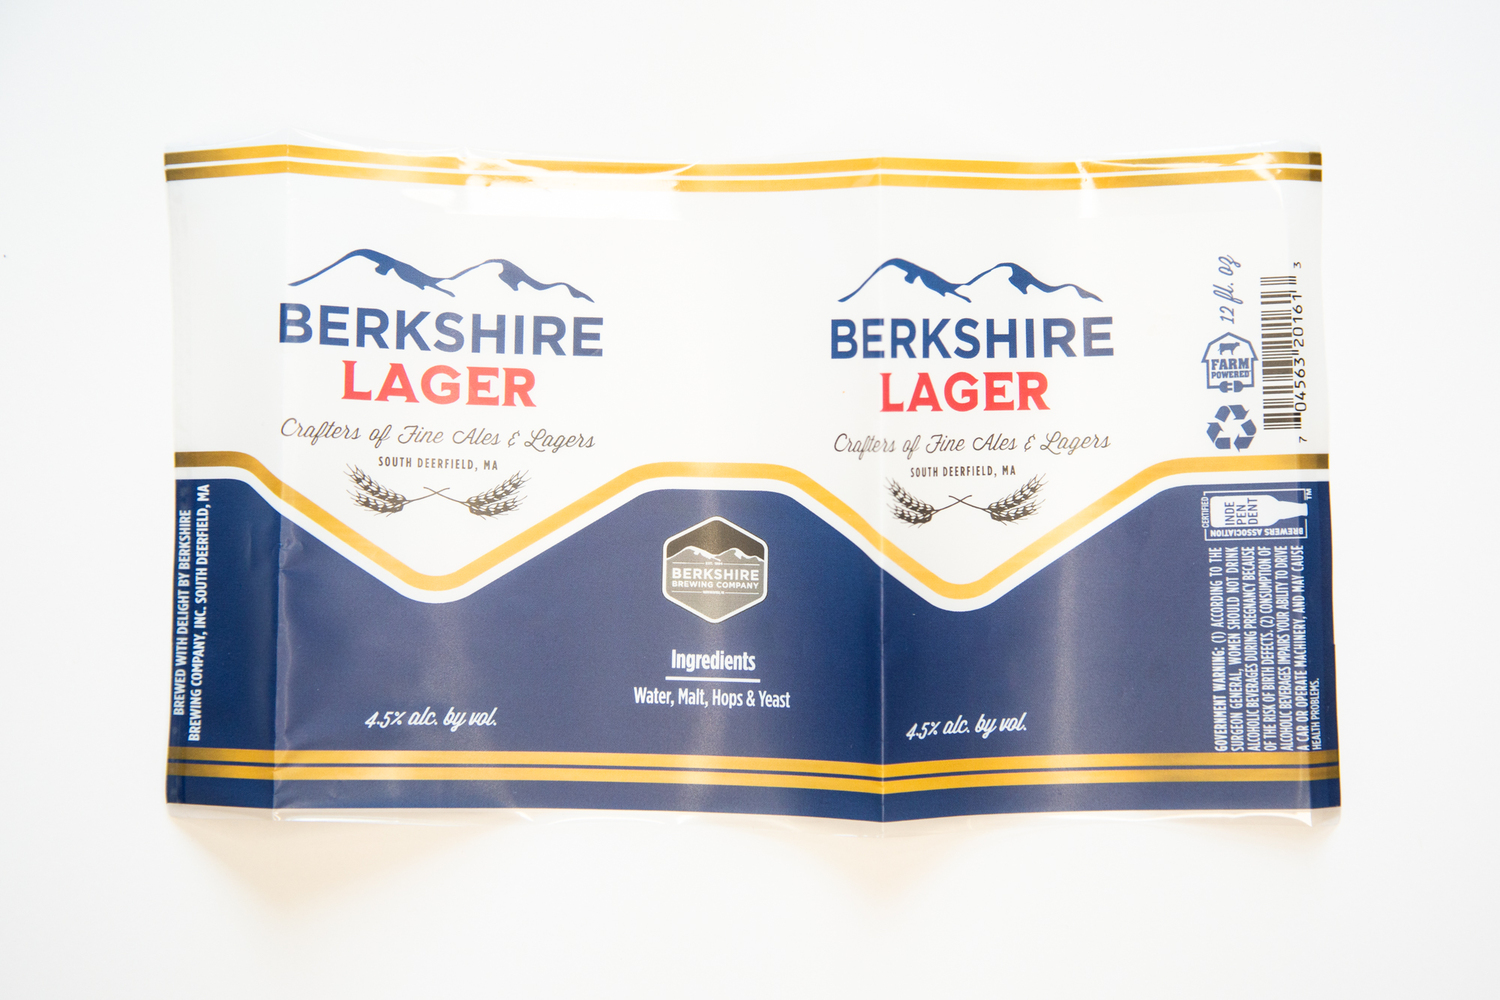 BREWED WITH DELIGHT BY BERKSHIRE
BREWING COMPANY, INC. SOUTH DEERFIELD, MA
BERKSHIRE
LAGER
Crafters of Fine Ales & Lagers
SOUTH DEERFIELD, MA
4.5% alc. by vol.
BERKSHIRE
BREWING COMPANY
Ingredients
Water, Malt, Hops & Yeast
BERKSHIRE
LAGER
Crafters of Fine Ales & Lagers
SOUTH DEERFIELD, MA
4.5% alc. by vol.
12 fl. oz
FARM
POWERED
7 04563 20161 3
CERTIFIED
INDE
PEN
DENT
BREWERS ASSOCIATION
TM
GOVERNMENT WARNING: (1) ACCORDING TO THE
SURGEON GENERAL, WOMEN SHOULD NOT DRINK
ALCOHOLIC BEVERAGES DURING PREGNANCY BECAUSE
OF THE RISK OF BIRTH DEFECTS. (2) CONSUMPTION OF
ALCOHOLIC BEVERAGES IMPAIRS YOUR ABILITY TO DRIVE
A CAR OR OPERATE MACHINERY, AND MAY CAUSE
HEALTH PROBLEMS.